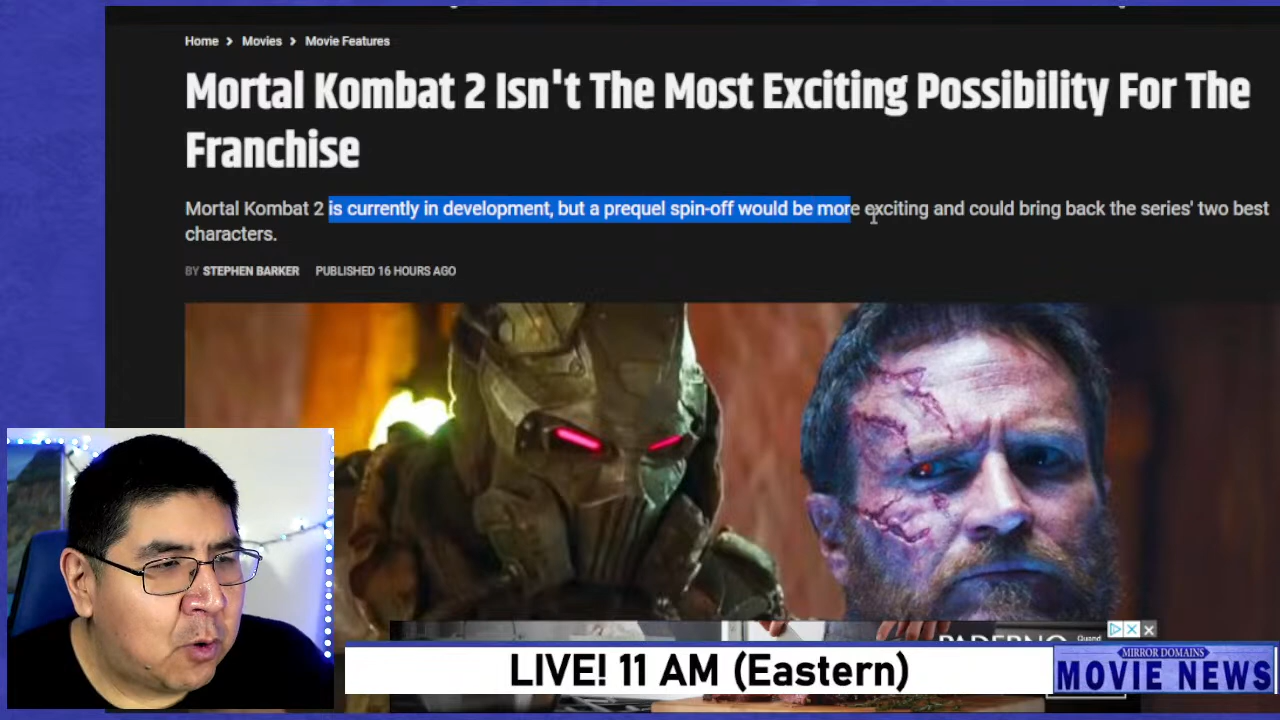 Home > Movies > Movie Features
Mortal Kombat 2 Isn't The Most Exciting Possibility For The
Franchise
Mortal Kombat 2 is currently in development, but a prequel spin-off would be more exciting and could bring back the series' two best
characters.
BY STEPHEN BARKER PUBLISHED 16 HOURS AGO
PADERNO Quand
LIVE! 11 AM (Eastern)
MIRROR DOMAINS
MOVIE NEWS